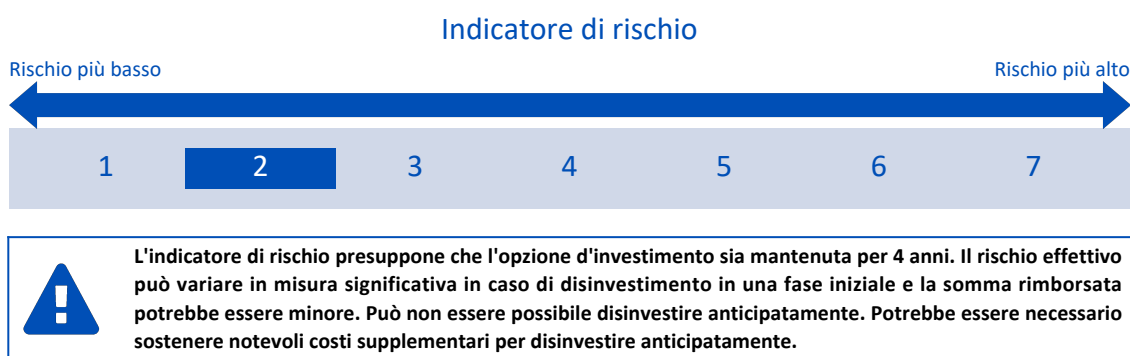 Indicatore di rischio
Rischio più basso Rischio più alto
1 2 3 4 5 6 7
L'indicatore di rischio presuppone che l'opzione d'investimento sia mantenuta per 4 anni. Il rischio effettivo
può variare in misura significativa in caso di disinvestimento in una fase iniziale e la somma rimborsata
potrebbe essere minore. Può non essere possibile disinvestire anticipatamente. Potrebbe essere necessario
sostenere notevoli costi supplementari per disinvestire anticipatamente.